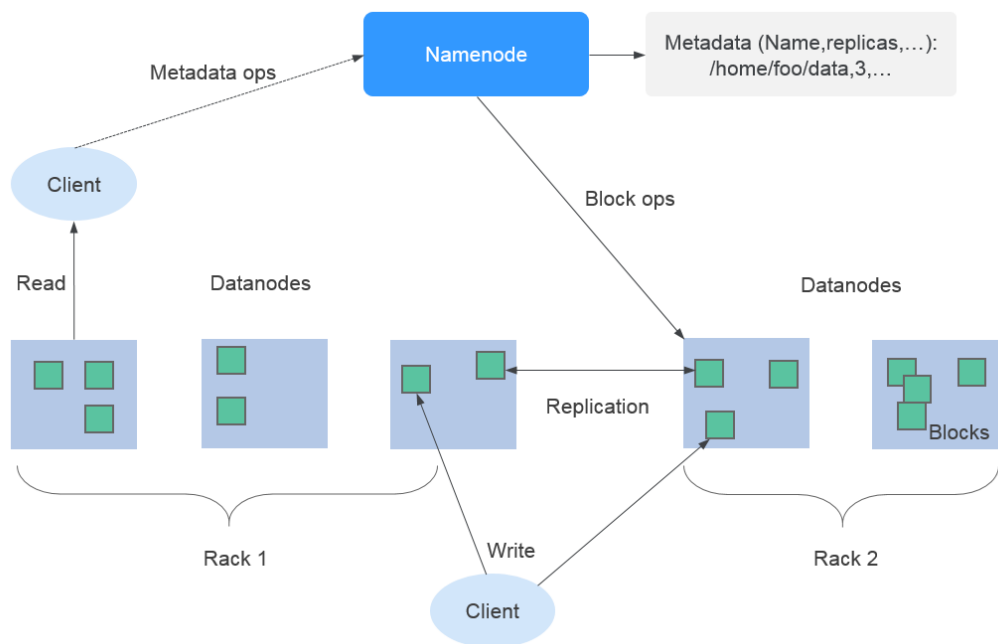 Namenode
Metadata (Name,replicas,…):
/home/foo/data,3,…
Metadata ops
Client
Block ops
Read
Datanodes
Datanodes
Replication
Blocks
Rack 1
Write
Rack 2
Client